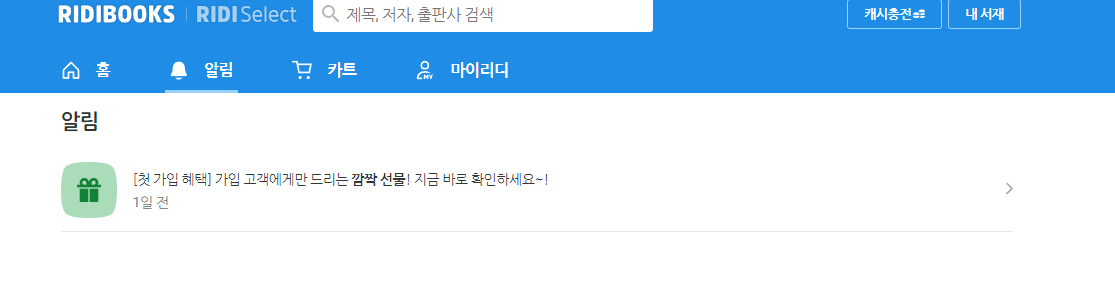 RIDIBOOKS RIDI Select 제목, 저자, 출판사 검색 캐시충전 내 서재
홈 알림 카트 마이리디
알림
[첫 가입 혜택] 가입 고객에게만 드리는 깜짝 선물! 지금 바로 확인하세요~!
1일 전